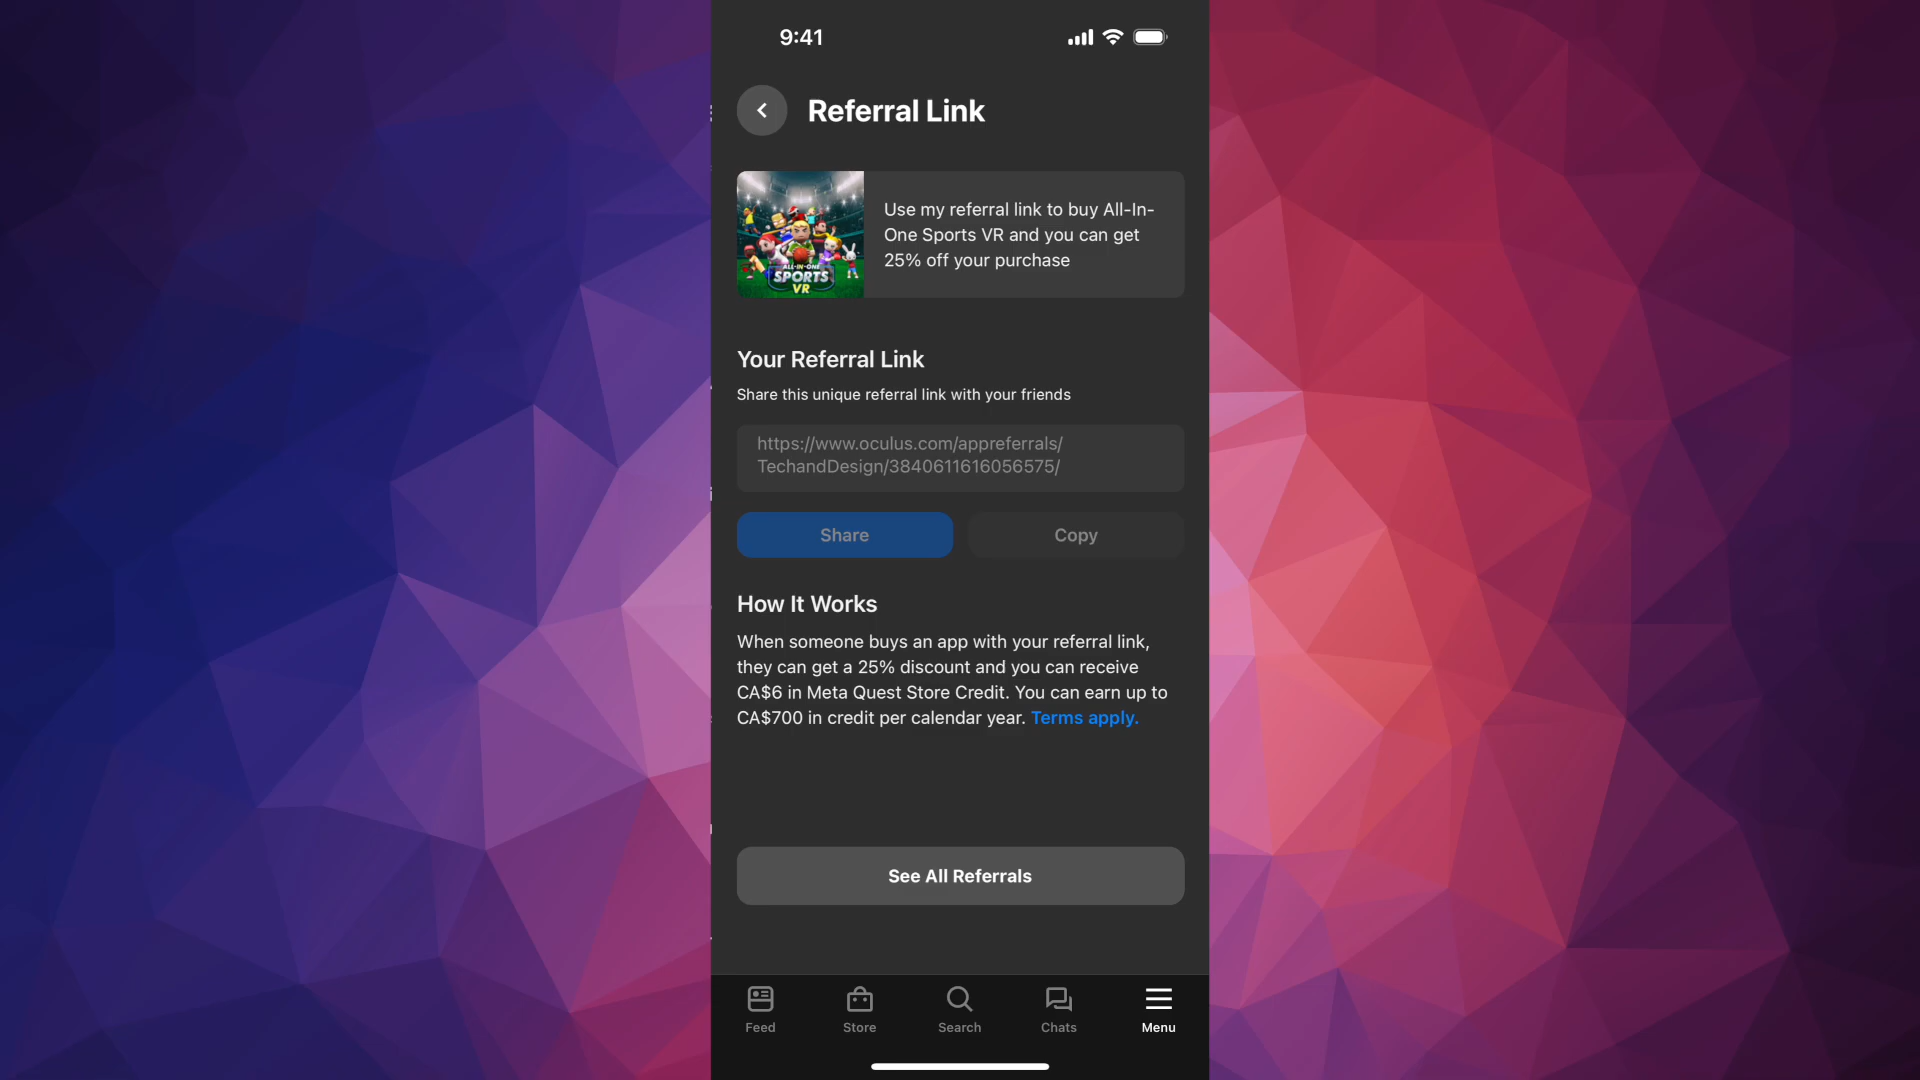 9:41
Referral Link
ALL-IN-ONE
SPORTS
VR
Use my referral link to buy All-In-
One Sports VR and you can get
25% off your purchase
Your Referral Link
Share this unique referral link with your friends
https://www.oculus.com/appreferrals/
TechandDesign/3840611616056575/
Share
Copy
How It Works
When someone buys an app with your referral link,
they can get a 25% discount and you can receive
CA$6 in Meta Quest Store Credit. You can earn up to
CA$700 in credit per calendar year. Terms apply.
See All Referrals
Feed
Store
Search
Chats
Menu